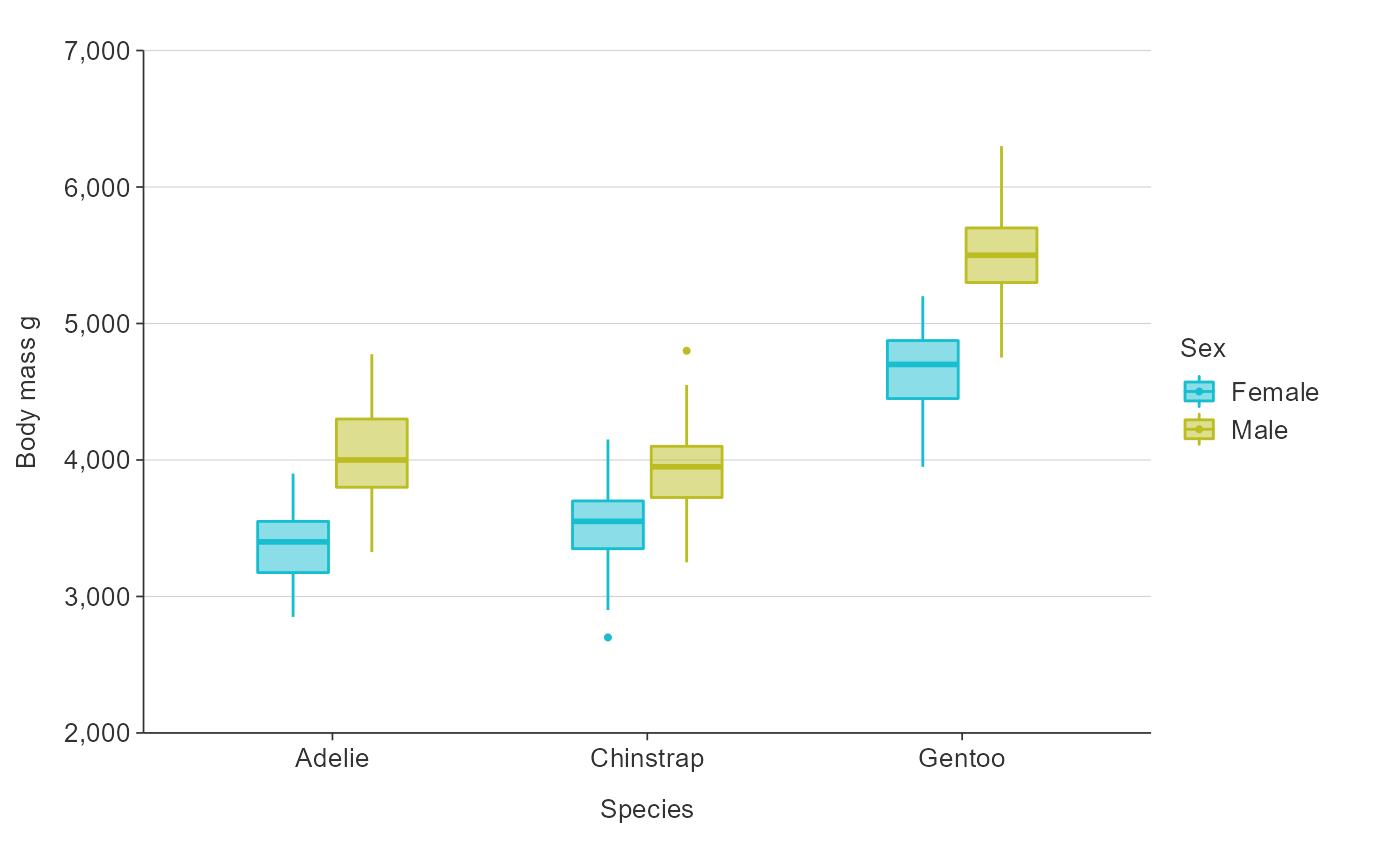 7,000
6,000
5,000
4,000
3,000
2,000
Body mass g
Adelie
Chinstrap
Gentoo
Species
Sex
Female
Male